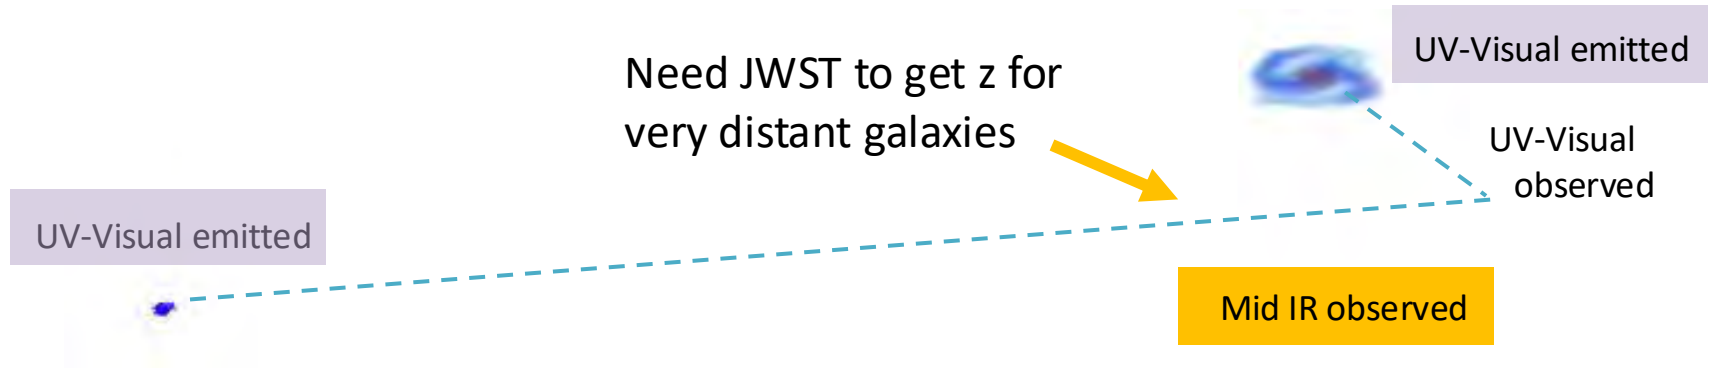 UV-Visual emitted
Need JWST to get z for
very distant galaxies
UV-Visual
observed
UV-Visual emitted
Mid IR observed